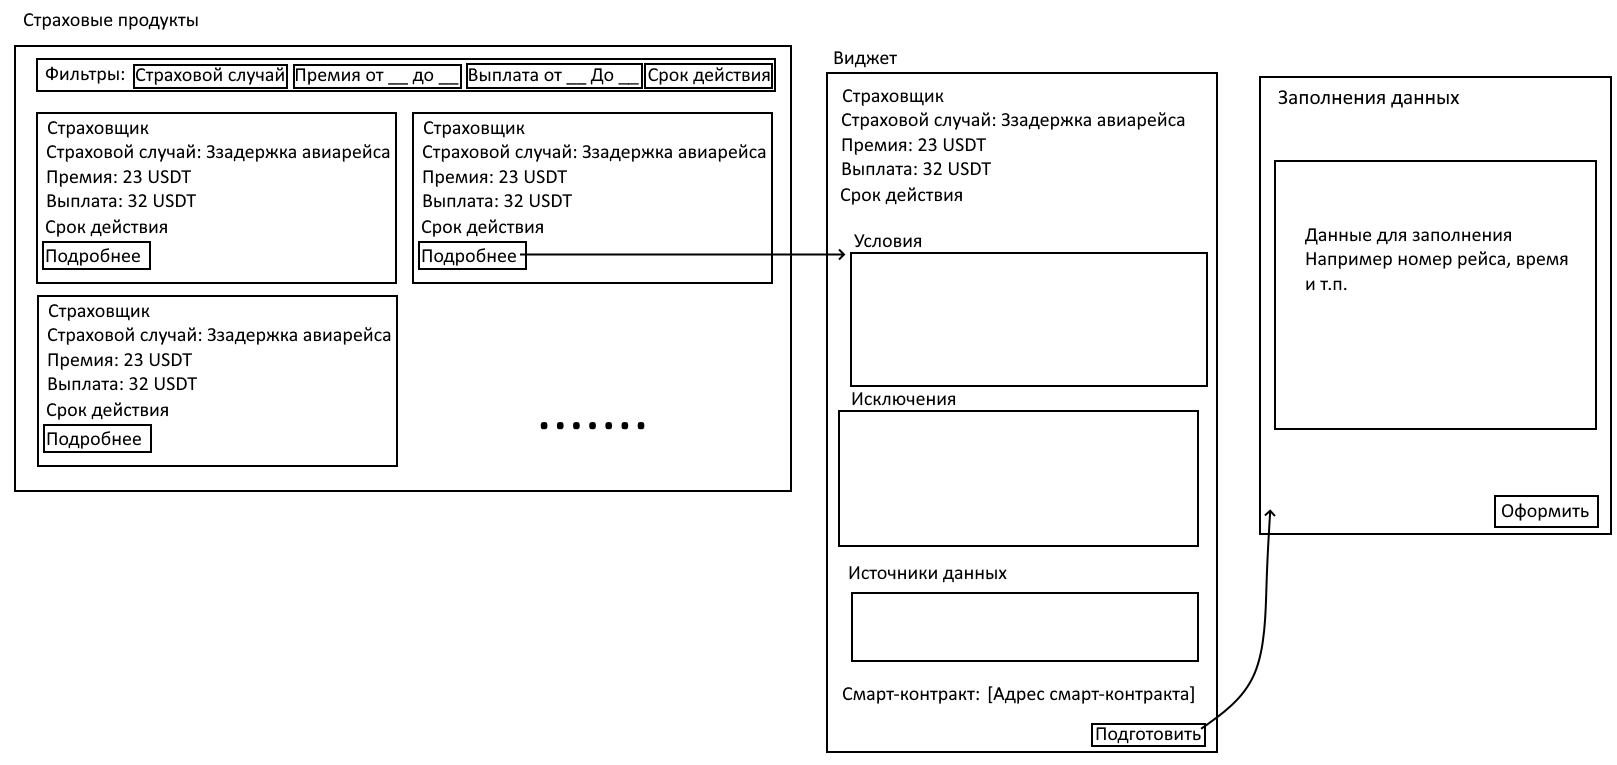 Страховые продукты
Фильтры: Страховой случай Премия от __ до __ Выплата от __ До __ Срок действия
Страховщик
Страховой случай: Ззадержка авиарейса
Премия: 23 USDT
Выплата: 32 USDT
Срок действия
Подробнее
Страховщик
Страховой случай: Ззадержка авиарейса
Премия: 23 USDT
Выплата: 32 USDT
Срок действия
Подробнее
Страховщик
Страховой случай: Ззадержка авиарейса
Премия: 23 USDT
Выплата: 32 USDT
Срок действия
Подробнее
.......
Виджет
Страховщик
Страховой случай: Ззадержка авиарейса
Премия: 23 USDT
Выплата: 32 USDT
Срок действия
Условия
Исключения
Источники данных
Смарт-контракт: [Адрес смарт-контракта]
Подготовить
Заполнения данных
Данные для заполнения
Например номер рейса, время
и т.п.
Оформить